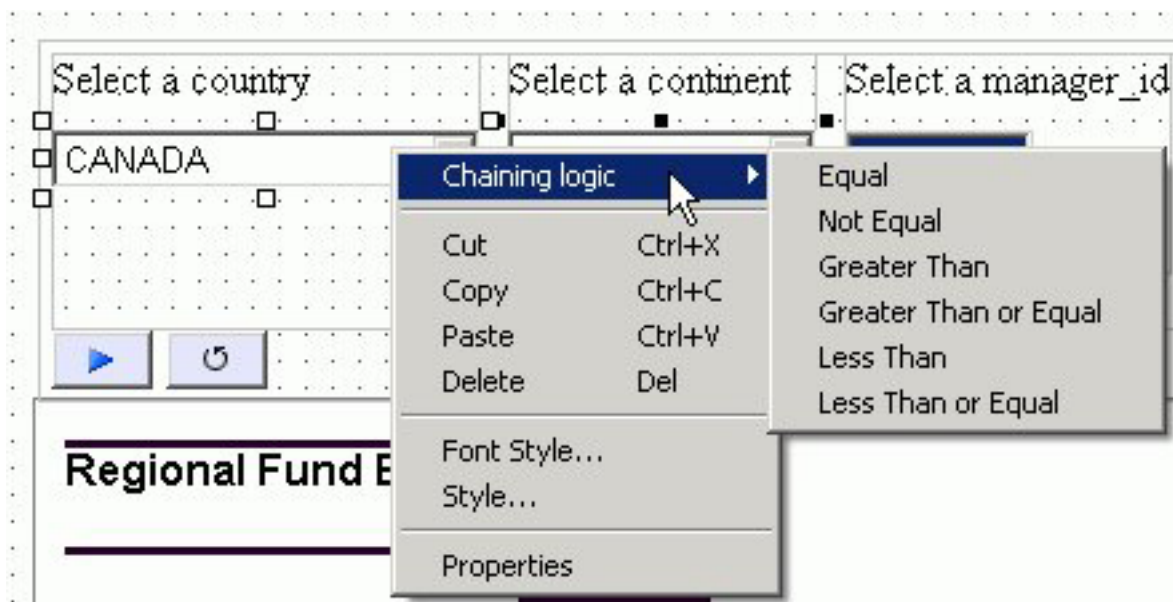 Select a country
Select a continent
Select a manager_id
CANADA
Chaining logic
Equal
Not Equal
Greater Than
Greater Than or Equal
Less Than
Less Than or Equal
Cut Ctrl+X
Copy Ctrl+C
Paste Ctrl+V
Delete Del
Font Style...
Style...
Properties
Regional Fund